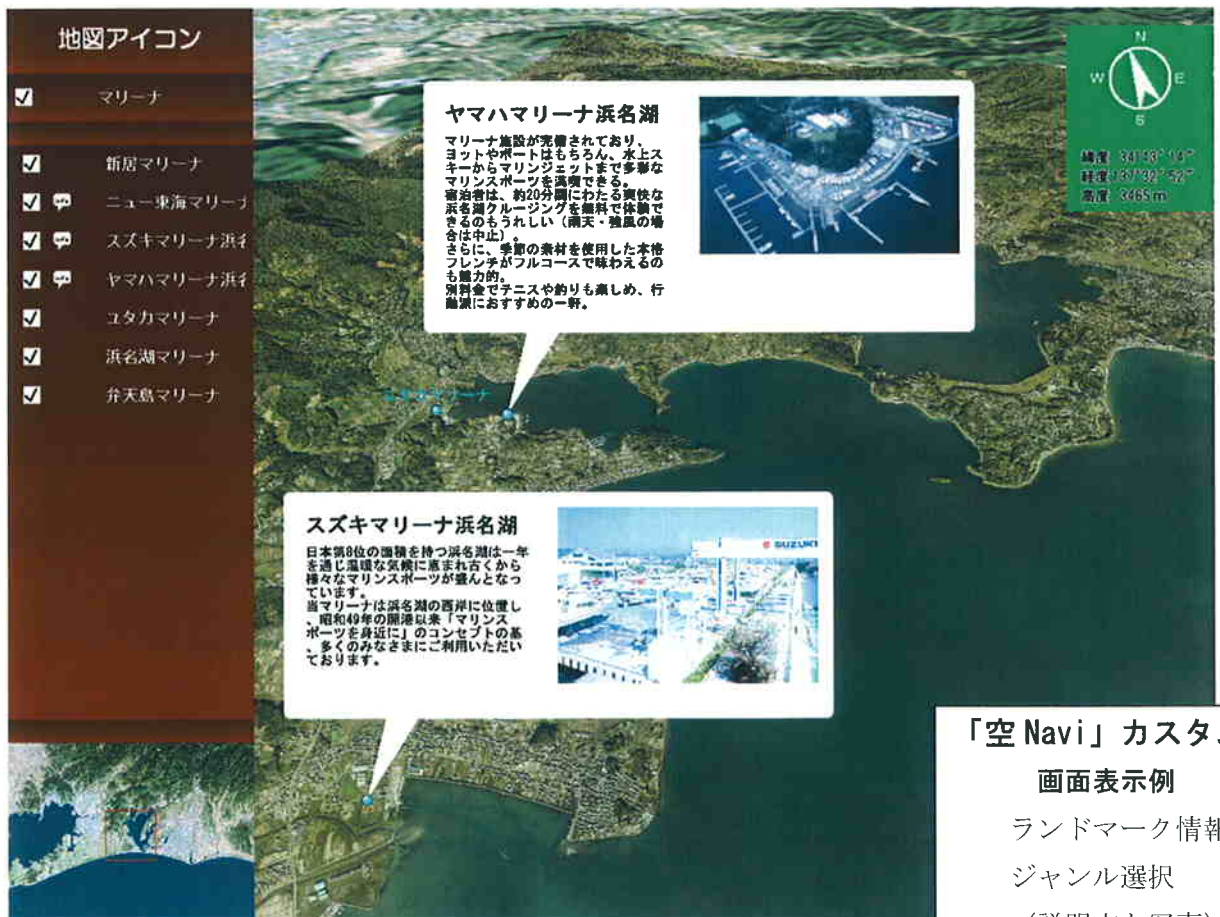 地図アイコン
マリーナ
新居マリーナ
ニュー東海マリーナ
スズキマリーナ浜名
ヤマハマリーナ浜名
ユタカマリーナ
浜名湖マリーナ
弁天島マリーナ
ヤマハマリーナ浜名湖
マリーナ施設が完備されており、
ヨットやボートはもちろん、水上ス
キーからマリンジェットまで多彩な
マリンスポーツを満喫できる。
宿泊者は、約20分間にわたる爽快な
浜名湖クルージングを無料で体験で
きるのもうれしい（雨天・強風の場
合は中止）。
さらに、季節の素材を使用した本格
フレンチがフルコースで味わえるの
も魅力的。
別料金でテニスや釣りも楽しめ、行
動派におすすめの一軒。
N
W E
S
緯度 34°43'14"
経度137°32'52"
高度 3465m
スズキマリーナ浜名湖
日本第8位の面積を持つ浜名湖は一年
を通じ温暖な気候に恵まれ古くから
様々なマリンスポーツが盛んとなっ
ています。
当マリーナは浜名湖の西岸に位置し
、昭和49年の開港以来「マリンス
ポーツを身近に」のコンセプトの基
、多くのみなさまにご利用いただい
ております。
SUZUKI
「空Navi」カスタ
画面表示例
ランドマーク情報
ジャンル選択